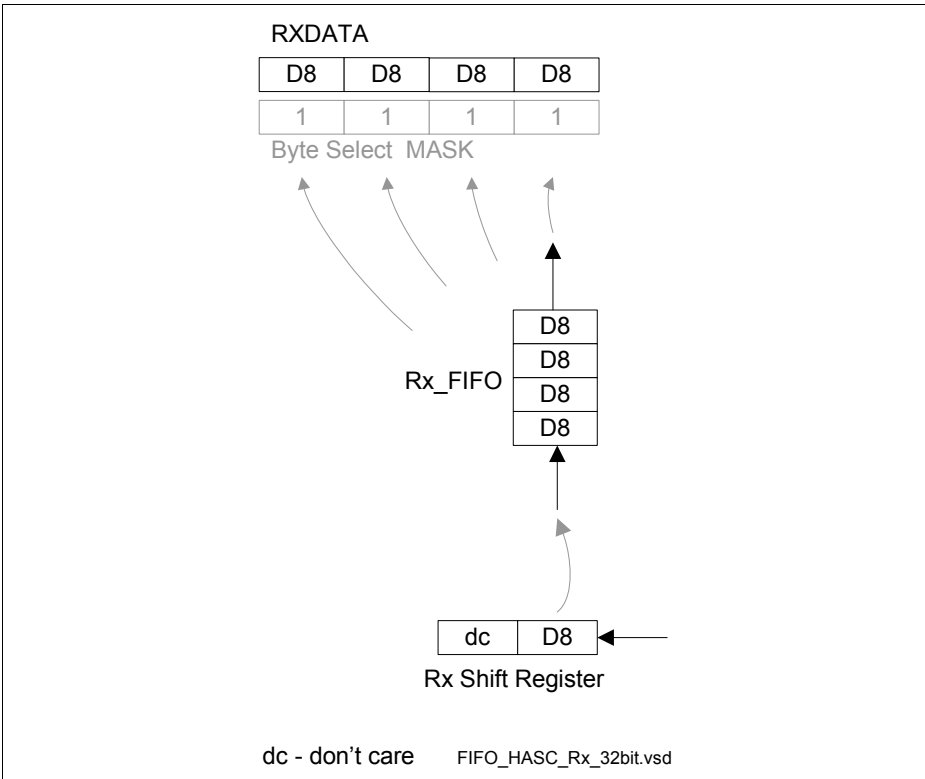 RXDATA
D8 D8 D8 D8
1 1 1 1
Byte Select MASK
D8
D8
Rx_FIFO
D8
D8
dc D8
Rx Shift Register
dc - don't care FIFO_HASC_Rx_32bit.vsd